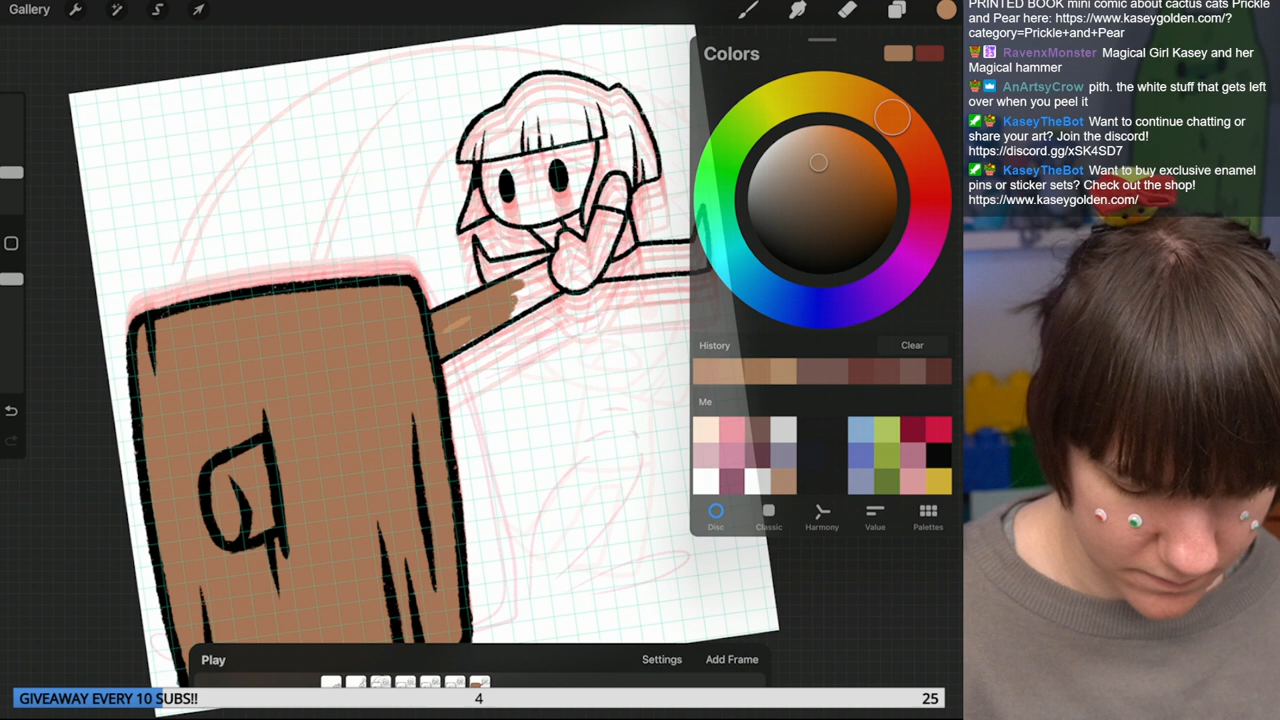 Gallery
Colors
History
Clear
Me
Disc
Classic
Harmony
Value
Palettes
Play
Settings
Add Frame
GIVEAWAY EVERY 10 SUBS!!
4
25
PRINTED BOOK mini comic about cactus cats Prickle
and Pear here: https://www.kaseygolden.com/?
category=Prickle+and+Pear
RavenxMonster Magical Girl Kasey and her
Magical hammer
AnArtsyCrow pith. the white stuff that gets left
over when you peel it
KaseyTheBot Want to continue chatting or
share your art? Join the discord!
https://discord.gg/xSK4SD7
KaseyTheBot Want to buy exclusive enamel
pins or sticker sets? Check out the shop!
https://www.kaseygolden.com/